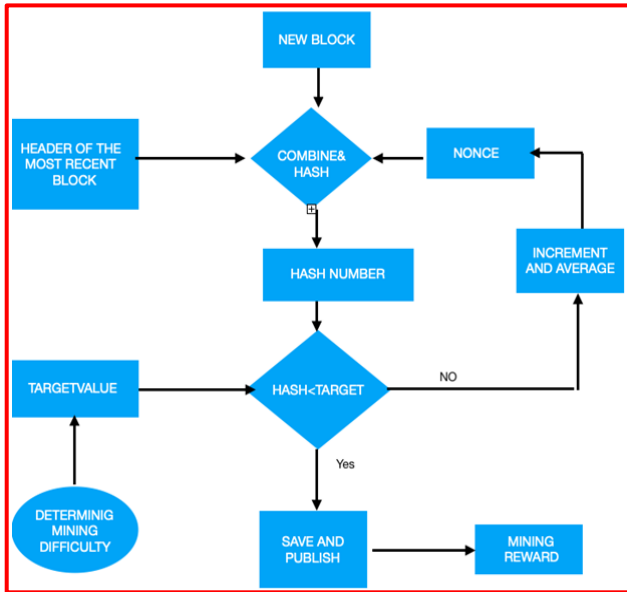 NEW BLOCK
HEADER OF THE
MOST RECENT
BLOCK
COMBINE&
HASH
NONCE
HASH NUMBER
INCREMENT
AND AVERAGE
TARGETVALUE
HASH<TARGET
NO
Yes
DETERMINIG
MINING
DIFFICULTY
SAVE AND
PUBLISH
MINING
REWARD